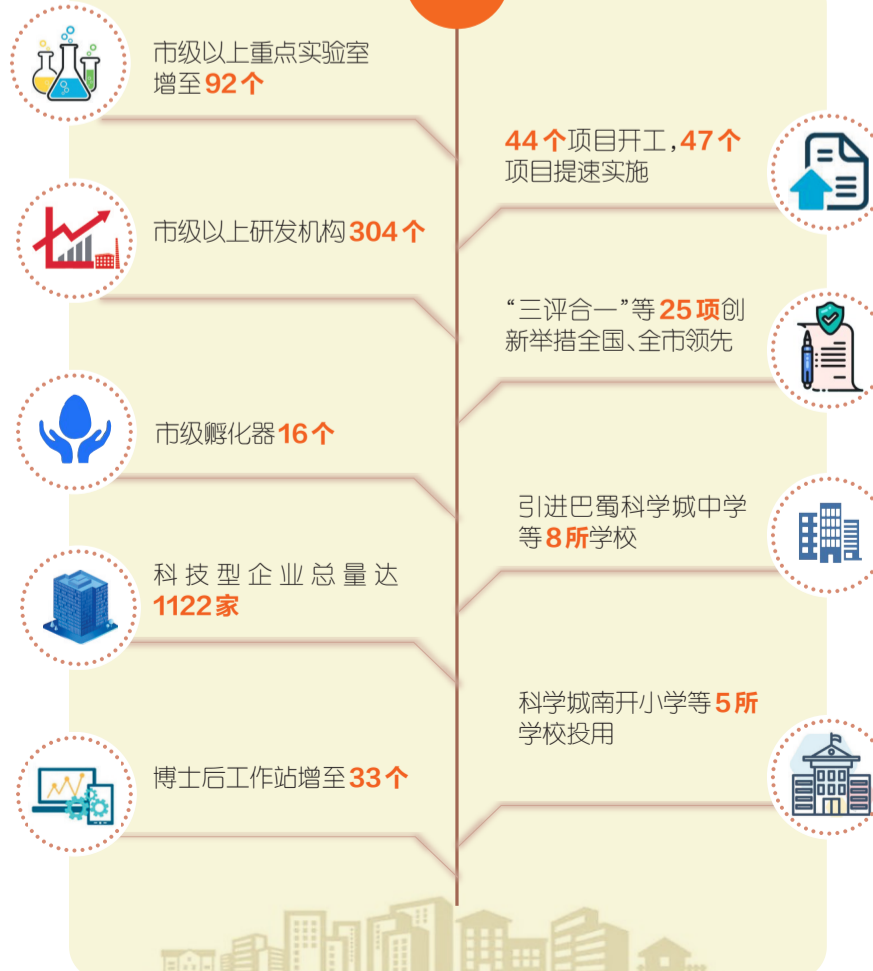 市级以上重点实验室
增至92个
44个项目开工,47个
项目提速实施
市级以上研发机构304个
“三评合一”等25项创
新举措全国、全市领先
市级孵化器16个
引进巴蜀科学城中学
等8所学校
科技型企业总量达
1122家
科学城南开小学等5所
学校投用
博士后工作站增至33个